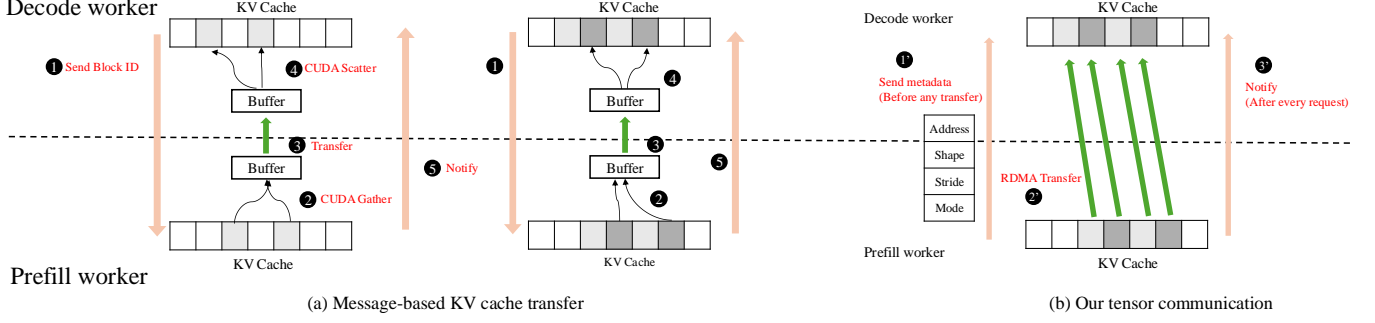 Decode worker
KV Cache
1 Send Block ID
4 CUDA Scatter
Buffer
3 Transfer
Buffer
5 Notify
2 CUDA Gather
KV Cache
Prefill worker
KV Cache
1
4
Buffer
3
Buffer
5
2
KV Cache
(a) Message-based KV cache transfer
Decode worker
KV Cache
1'
Send metadata
(Before any transfer)
3'
Notify
(After every request)
Address
Shape
Stride
Mode
RDMA Transfer
2'
Prefill worker
KV Cache
(b) Our tensor communication